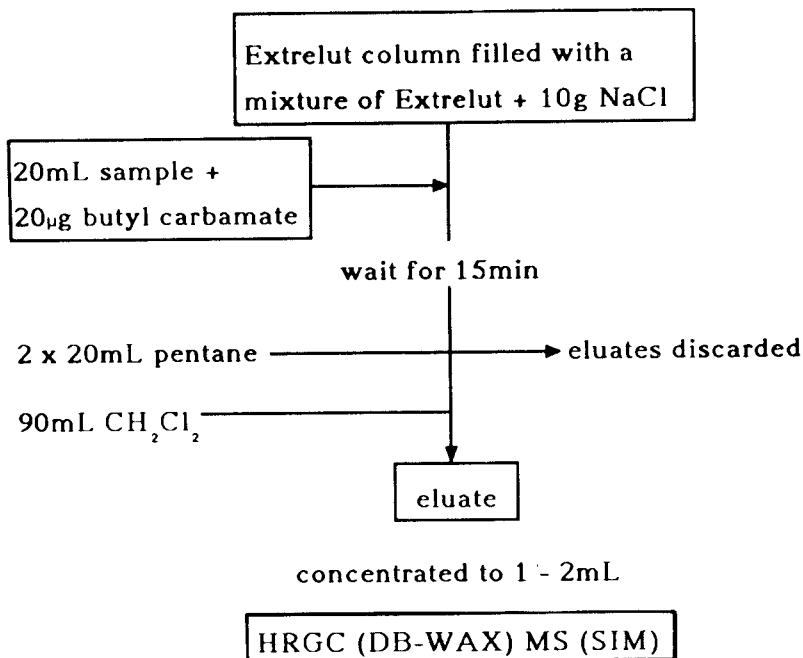 Extrelut column filled with a
mixture of Extrelut + 10g NaCl
20mL sample +
20µg butyl carbamate
wait for 15min
2 x 20mL pentane
eluates discarded
90mL CH₂Cl₂
eluate
concentrated to 1 - 2mL
HRGC (DB-WAX) MS (SIM)